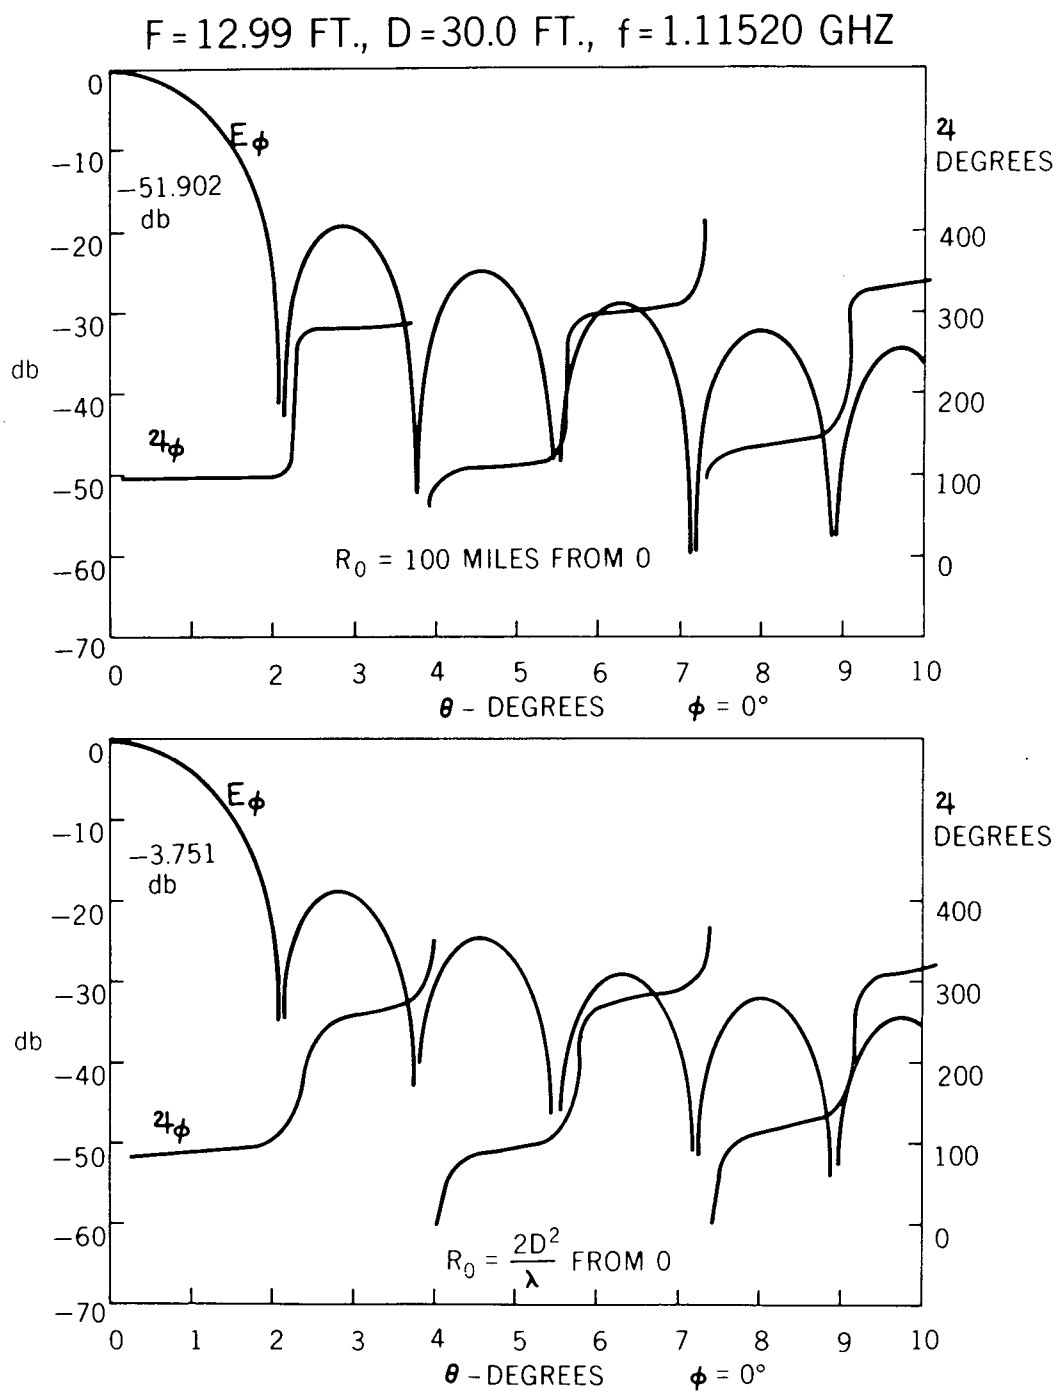 F = 12.99 FT., D = 30.0 FT., f = 1.11520 GHZ
0
-10
-20
-30
-40
-50
-60
-70
db
Eϕ
-51.902
db
ϕ
DEGREES
400
300
200
100
0
R0 = 100 MILES FROM 0
0 2 3 4 5 6 7 8 9 10
θ - DEGREES ϕ = 0°
0
-10
-20
-30
-40
-50
-60
-70
db
Eϕ
-3.751
db
ϕ
DEGREES
400
300
200
100
0
R0 = 2D²/λ FROM 0
0 1 2 3 4 5 6 7 8 9 10
θ - DEGREES ϕ = 0°